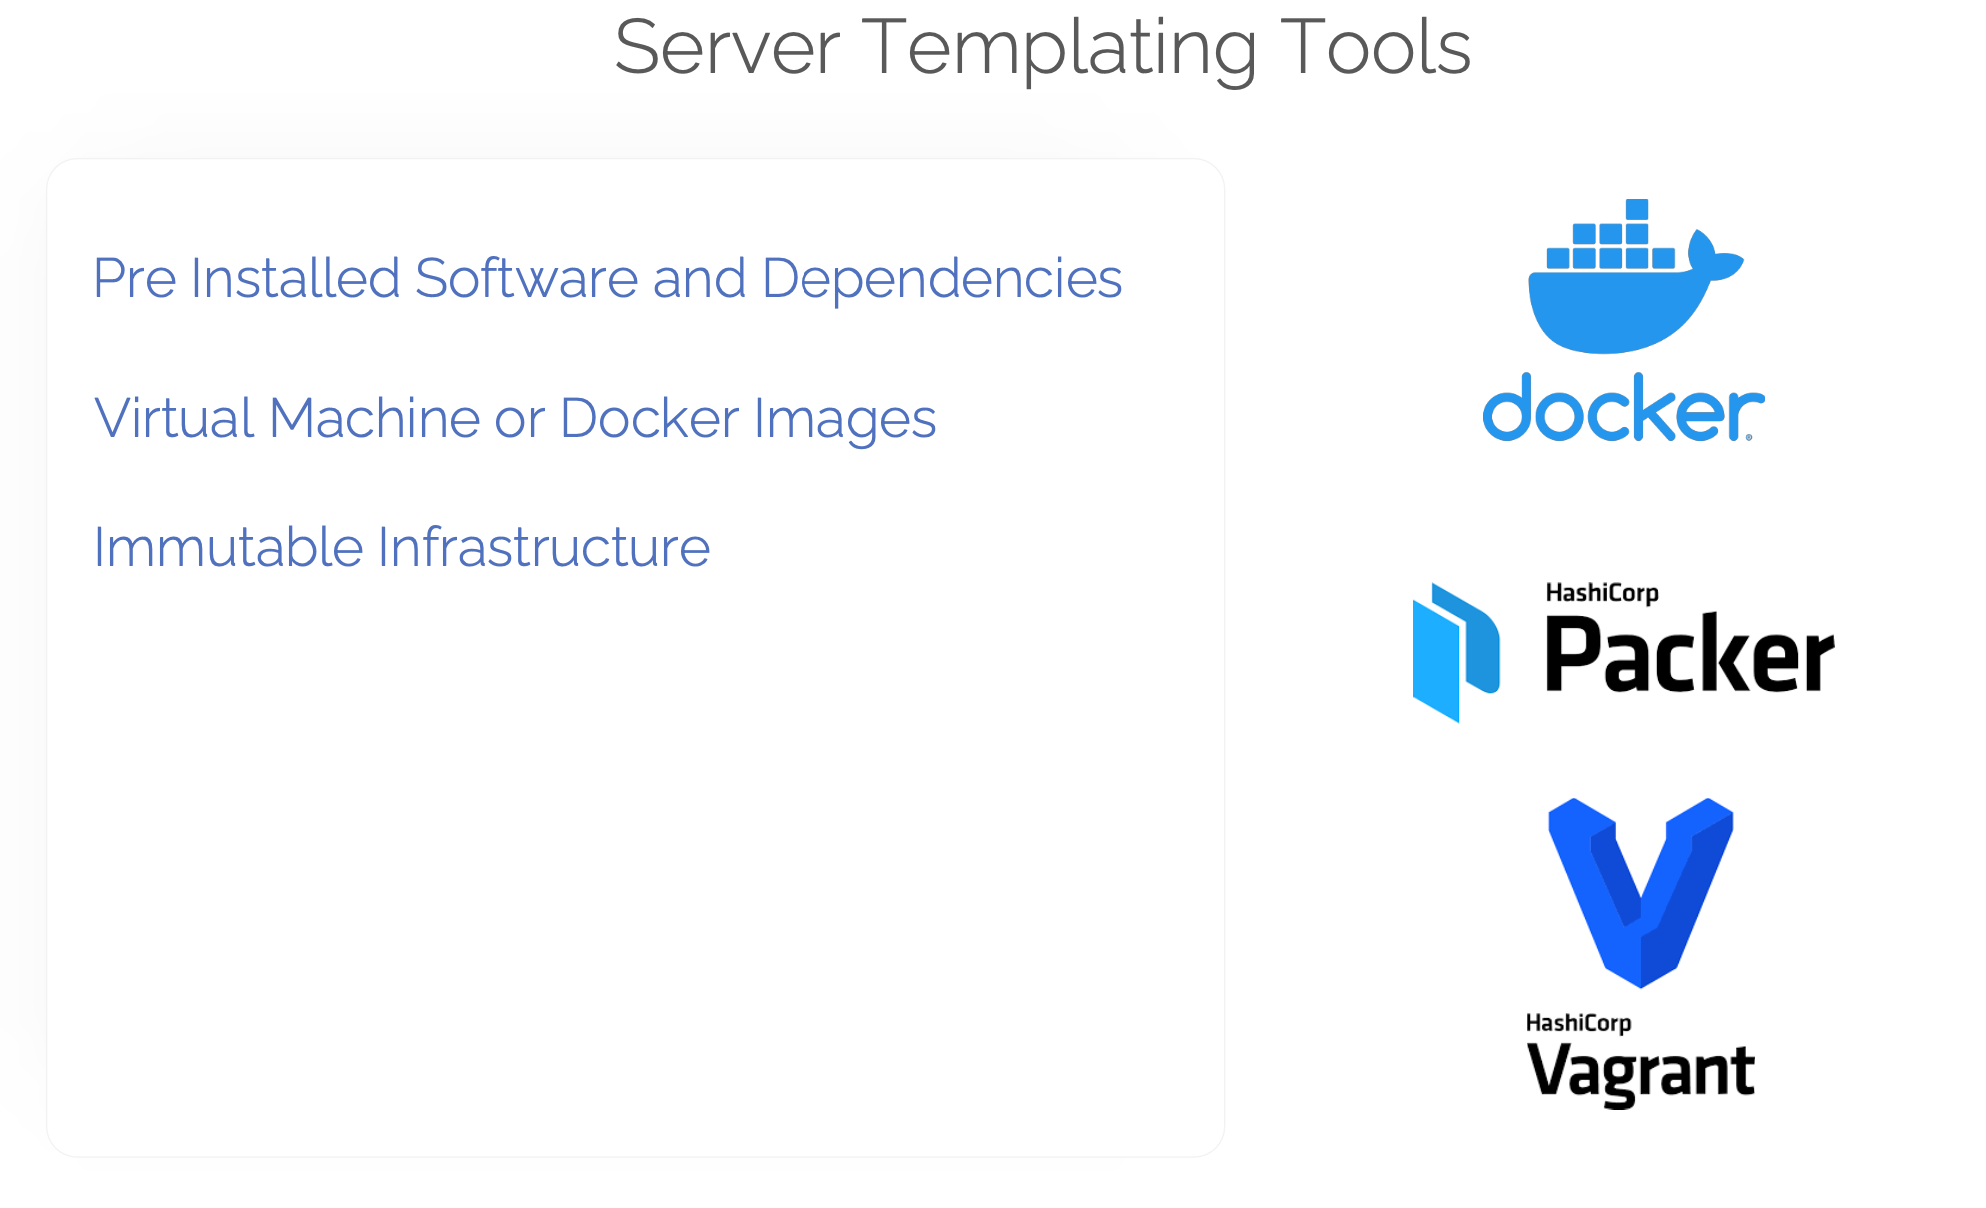 Server Templating Tools
Pre Installed Software and Dependencies
Virtual Machine or Docker Images
Immutable Infrastructure
docker®
HashiCorp
Packer
HashiCorp
Vagrant